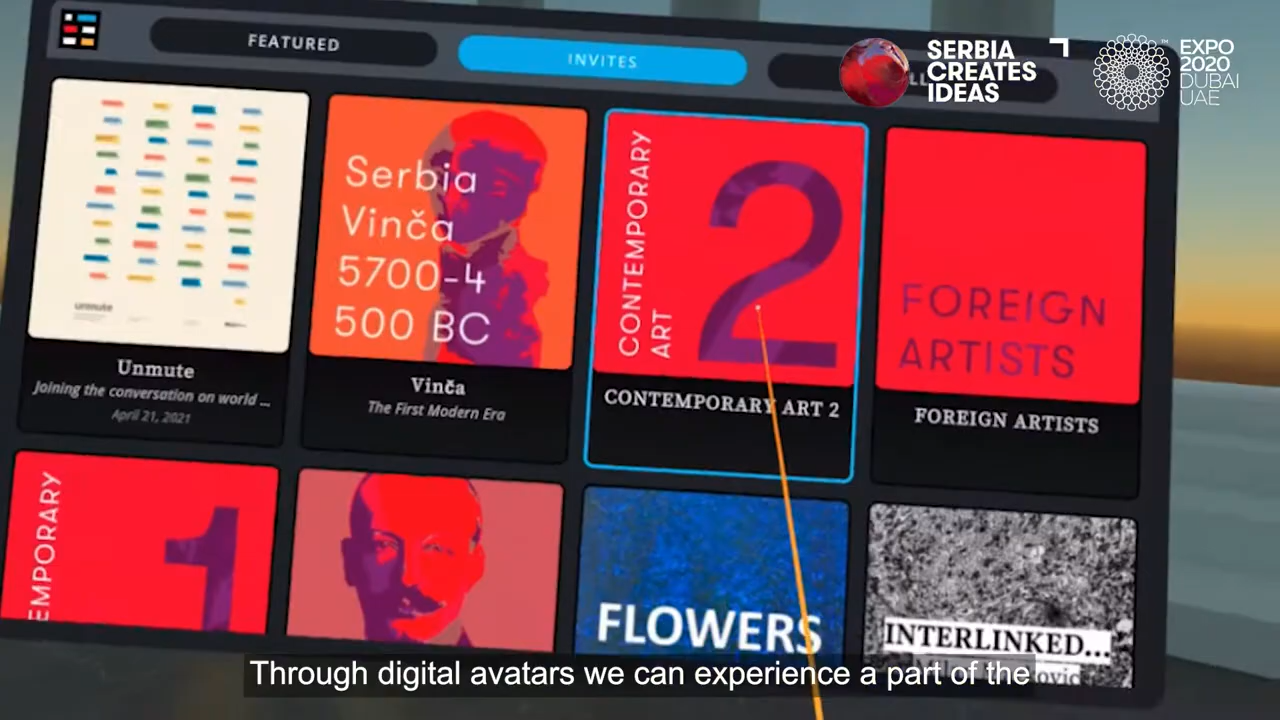 FEATURED
INVITES
SERBIA
CREATES
IDEAS
EXPO
2020
DUBAI
UAE
unmute
Unmute
Joining the conversation on world ...
April 21, 2021
Serbia
Vinča
5700-4
500 BC
Vinča
The First Modern Era
CONTEMPORARY
ART
2
CONTEMPORARY ART 2
FOREIGN
ARTISTS
FOREIGN ARTISTS
EMPORARY
1
FLOWERS
INTERLINKED...
Through digital avatars we can experience a part of the